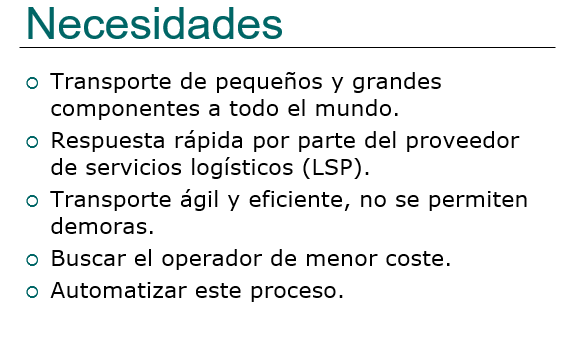 Necesidades
Transporte de pequeños y grandes
componentes a todo el mundo.
Respuesta rápida por parte del proveedor
de servicios logísticos (LSP).
Transporte ágil y eficiente, no se permiten
demoras.
Buscar el operador de menor coste.
Automatizar este proceso.